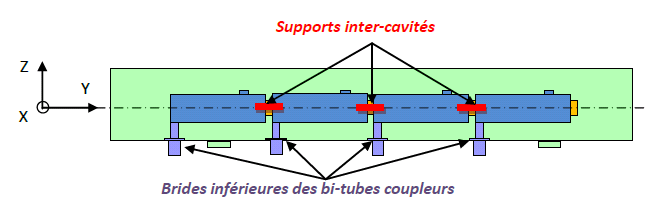 Supports inter-cavités
Z
Y
X
Brides inférieures des bi-tubes coupleurs